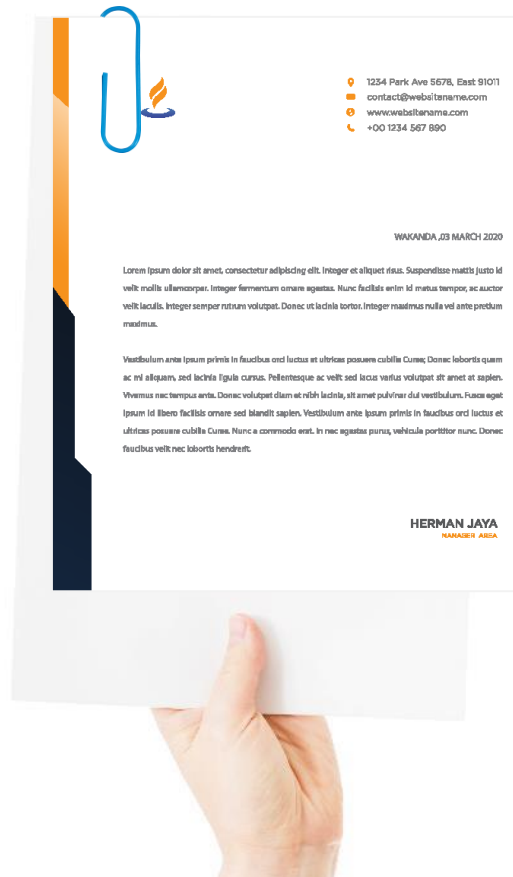 1234 Park Ave 5678, East 91011
contact@websitename.com
www.websitename.com
+00 1234 567 890
WAKANDA ,03 MARCH 2020
Lorem ipsum dolor sit amet, consectetur adipiscing elit. Integer et aliquet risus. Suspendisse mattis justo id
velit mollis ullamcorper. Integer fermentum ornare egestas. Nunc facilisis enim id metus tempor, ac auctor
velit iaculis. Integer semper rutrum volutpat. Donec ut lacinia tortor. Integer maximus nulla vel ante pretium
maximus.
Vestibulum ante ipsum primis in faucibus orci luctus et ultrices posuere cubilia Curae; Donec lobortis quam
ac mi aliquam, sed lacinia ligula cursus. Pellentesque ac velit sed lacus varius volutpat sit amet at sapien.
Vivamus nec tempus ante. Donec volutpat diam et nibh lacinia, sit amet pulvinar dui vestibulum. Fusce eget
ipsum id libero facilisis ornare sed blandit sapien. Vestibulum ante ipsum primis in faucibus orci luctus et
ultrices posuere cubilia Curae. Nunc a commodo erat. In nec egestas purus, vehicula porttitor nunc. Donec
faucibus velit nec lobortis hendrerit.
HERMAN JAYA
MANAGER AREA